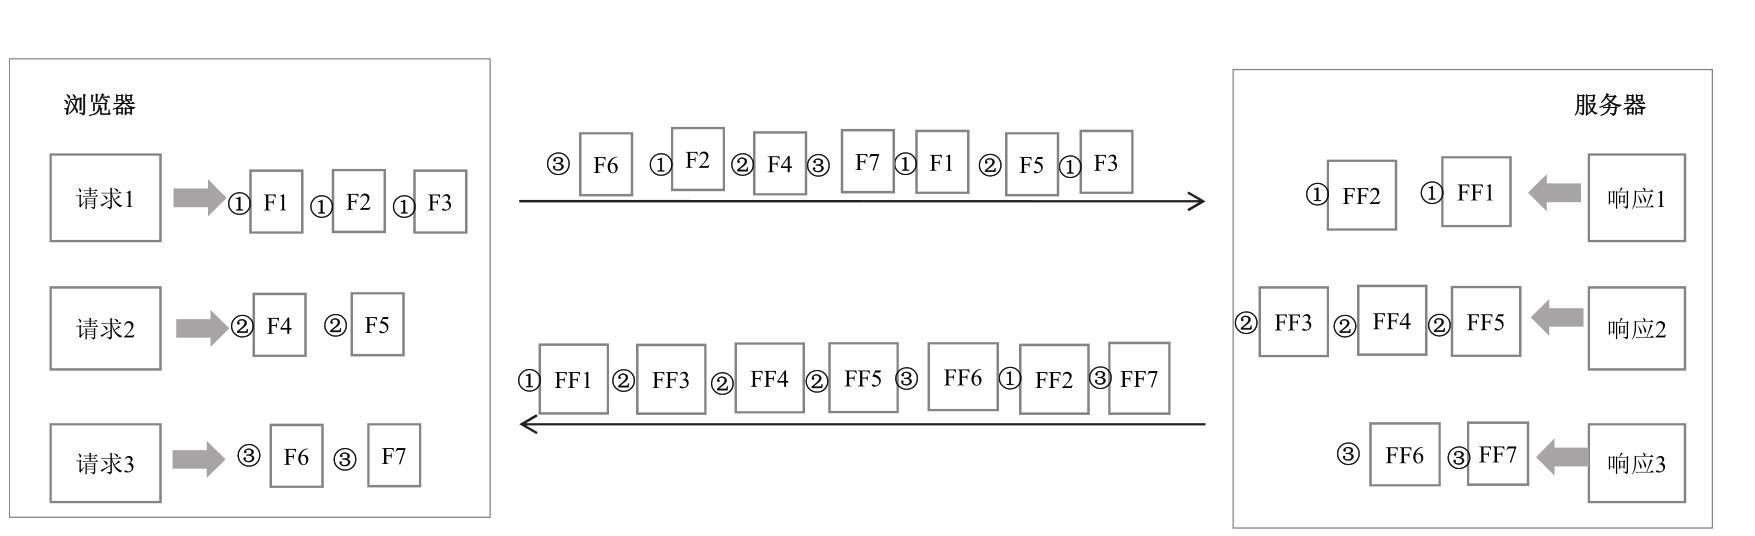 浏览器
请求1 ① F1 ① F2 ① F3
请求2 ② F4 ② F5
请求3 ③ F6 ③ F7
③ F6 ① F2 ② F4 ③ F7 ① F1 ② F5 ① F3
① FF1 ② FF3 ② FF4 ② FF5 ③ FF6 ① FF2 ③ FF7
服务器
① FF2 ① FF1 响应1
② FF3 ② FF4 ② FF5 响应2
③ FF6 ③ FF7 响应3